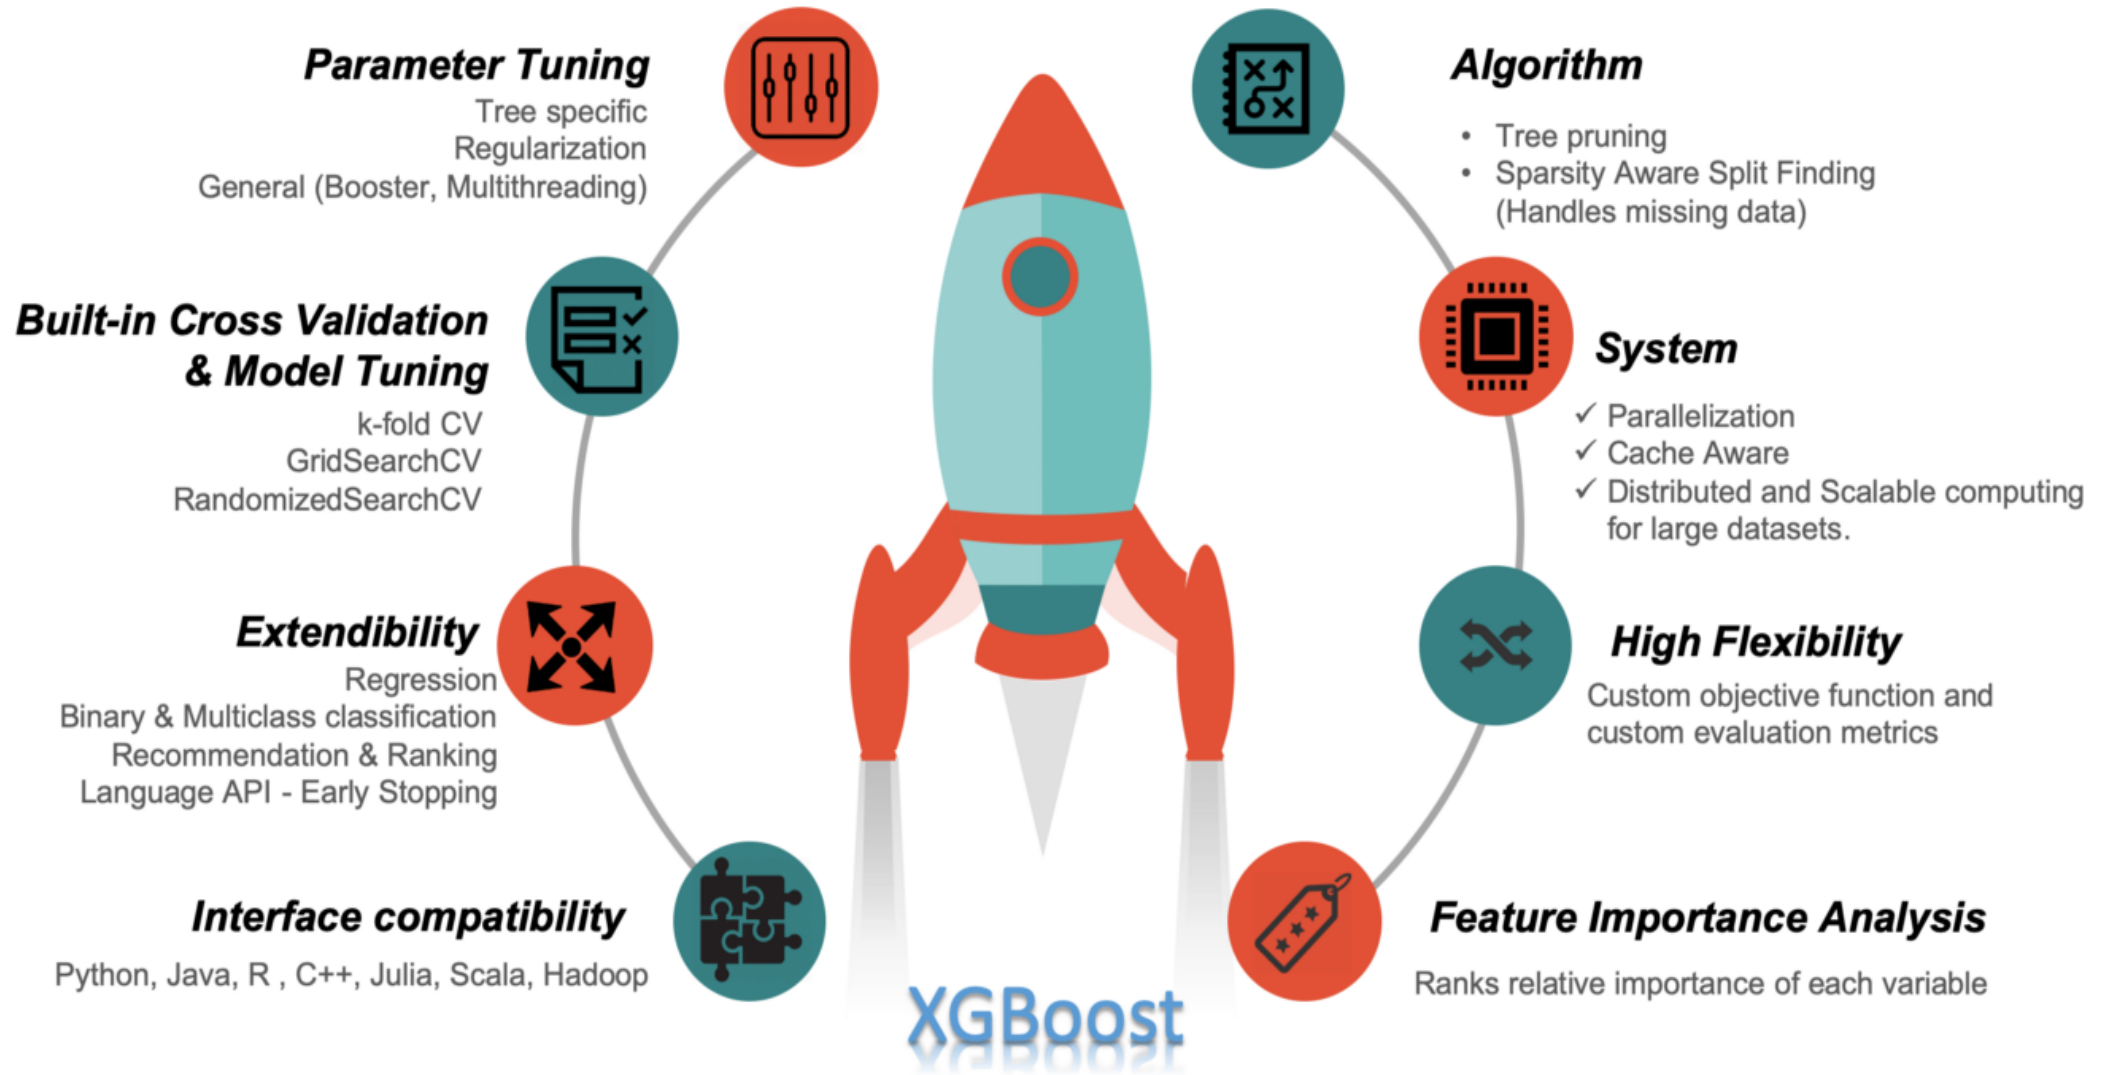 Parameter Tuning
Tree specific
Regularization
General (Booster, Multithreading)
Built-in Cross Validation
& Model Tuning
k-fold CV
GridSearchCV
RandomizedSearchCV
Extendibility
Regression
Binary & Multiclass classification
Recommendation & Ranking
Language API - Early Stopping
Interface compatibility
Python, Java, R , C++, Julia, Scala, Hadoop
Algorithm
• Tree pruning
• Sparsity Aware Split Finding
(Handles missing data)
System
✓ Parallelization
✓ Cache Aware
✓ Distributed and Scalable computing
for large datasets.
High Flexibility
Custom objective function and
custom evaluation metrics
Feature Importance Analysis
Ranks relative importance of each variable
XGBoost